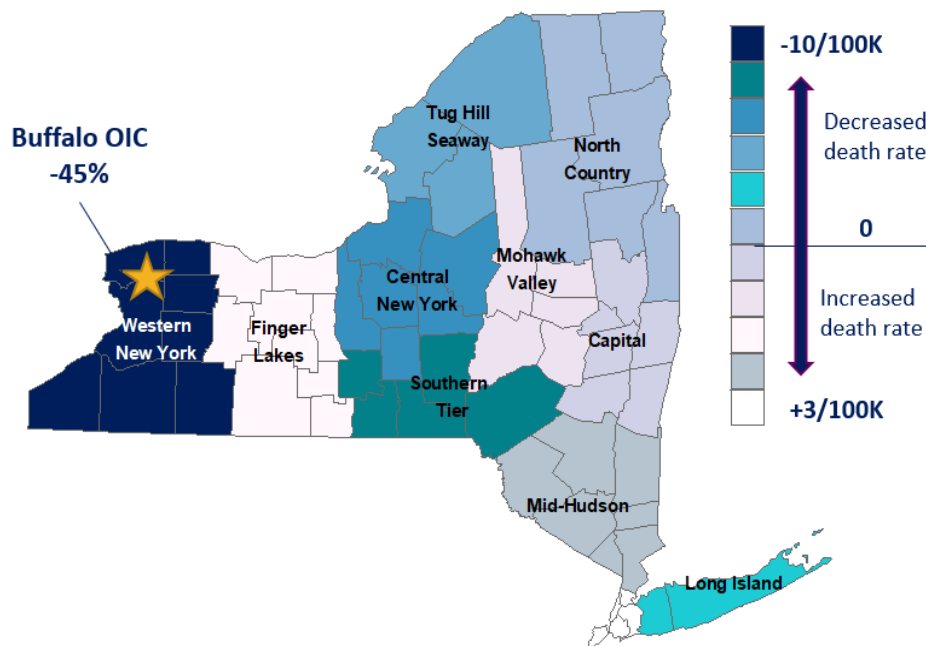 -10/100K
Tug Hill
Seaway
Decreased
death rate
Buffalo OIC
-45%
North
Country
0
Mohawk
Valley
Central
New York
Increased
death rate
Western
New York
Finger
Lakes
Capital
Southern
Tier
+3/100K
Mid-Hudson
Long Island